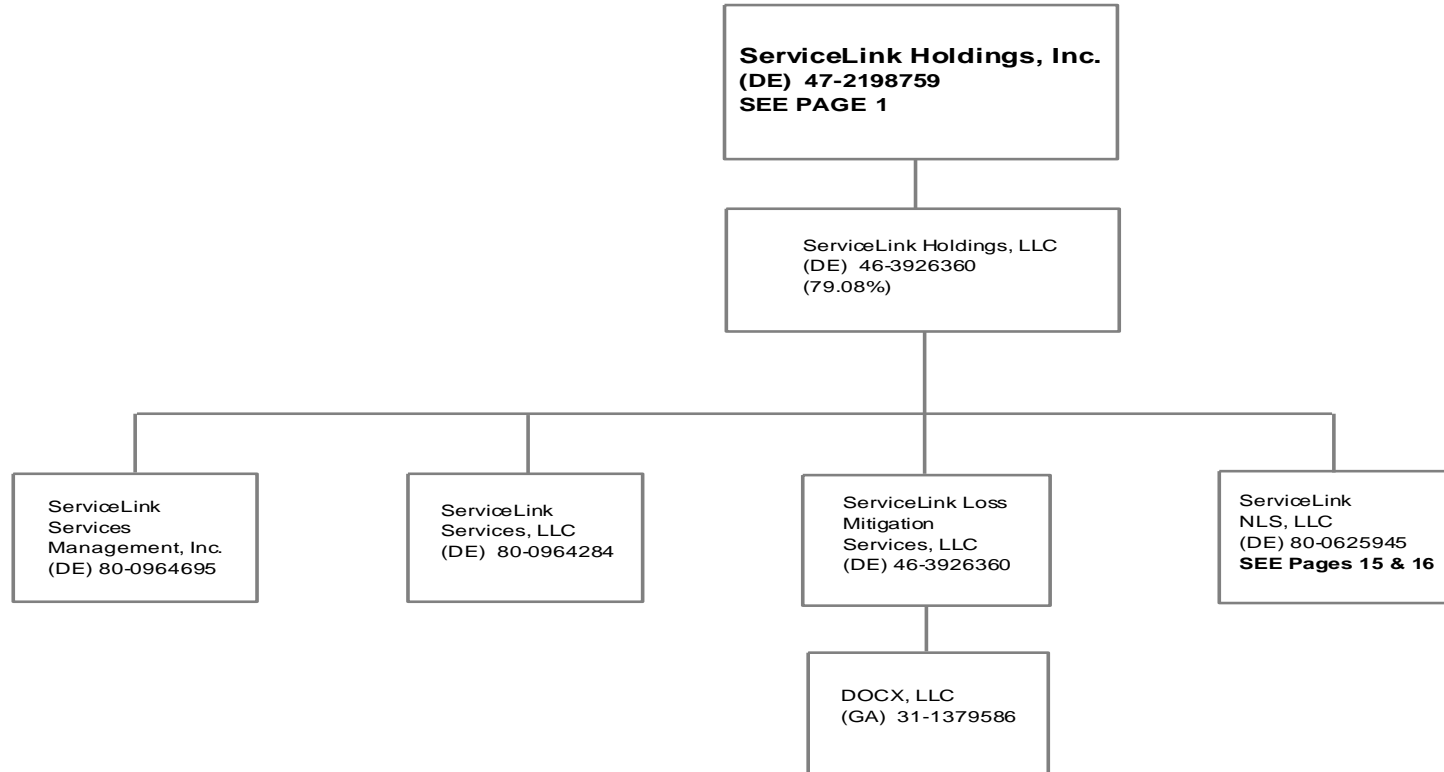 ServiceLink Holdings, Inc.
(DE) 47-2198759
SEE PAGE 1
ServiceLink Holdings, LLC
(DE) 46-3926360
(79.08%)
ServiceLink
Services
Management, Inc.
(DE) 80-0964695
ServiceLink
Services, LLC
(DE) 80-0964284
ServiceLink Loss
Mitigation
Services, LLC
(DE) 46-3926360
ServiceLink
NLS, LLC
(DE) 80-0625945
SEE Pages 15 & 16
DOCX, LLC
(GA) 31-1379586